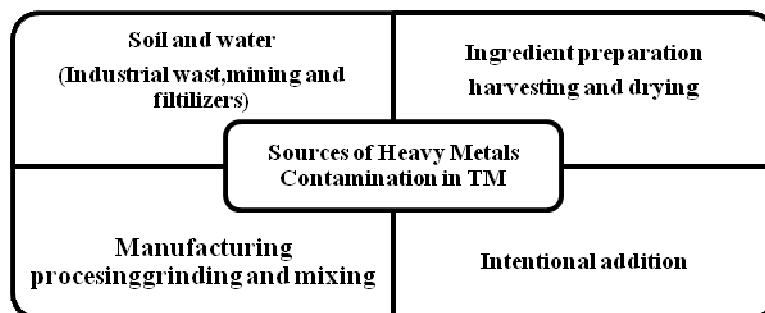 Soil and water
(Industrial wast,mining and
filtilizers)
Ingredient preparation
harvesting and drying
Sources of Heavy Metals
Contamination in TM
Manufacturing
procesinggrinding and mixing
Intentional addition